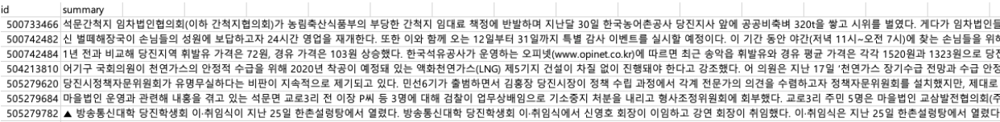 id summary
500733466 석문간척지 임차법인협의회(이하 간척지협의회)가 농림축산식품부의 부당한 간척지 임대료 책정에 반발하며 지난달 30일 한국농어촌공사 당진지사 앞에 공공비축벼 320t을 쌓고 시위를 벌였다. 게다가 임차법인들
500742482 신 벌떼해장국이 손님들의 성원에 보답하고자 24시간 영업을 재개한다. 또한 이와 함께 오는 12일부터 31일까지 특별 감사 이벤트를 실시할 예정이다. 이 기간 동안 야간(저녁 11시~오전 7시)에 찾는 손님들을 위해
500742484 1년 전과 비교해 당진지역 휘발유 가격은 72원, 경유 가격은 103원 상승했다. 한국석유공사가 운영하는 오피넷(www.opinet.co.kr)에 따르면 최근 송악읍 휘발유와 경유 평균 가격은 각각 1520원과 1323원으로 당진
504213810 어기구 국회의원이 천연가스의 안정적 수급을 위해 2020년 착공이 예정돼 있는 액화천연가스(LNG) 제5기지 건설이 차질 없이 진행돼야 한다고 강조했다. 어 의원은 지난 17일 ‘천연가스 장기수급 전망과 수급 안정
505279620 당진시정책자문위원회가 유명무실하다는 비판이 지속적으로 제기되고 있다. 민선6기가 출범하면서 김홍장 당진시장이 정책 수립 과정에서 각계 전문가의 의견을 수렴하고자 정책자문위원회를 설치했지만, 제대로
505279684 마을법인 운영과 관련해 내홍을 겪고 있는 석문면 교로3리 전 이장 P씨 등 3명에 대해 검찰이 업무상배임으로 기소중지 처분을 내리고 형사조정위원회에 회부했다. 교로3리 주민 5명은 마을법인 교삼발전협의회(주
505279782 ▲ 방송통신대학 당진학생회 이·취임식이 지난 25일 한촌설렁탕에서 열렸다. 방송통신대학 당진학생회 이·취임식에서 신영호 회장이 이임하고 강연 회장이 취임했다. 이·취임식은 지난 25일 한촌설렁탕에서 열렸다